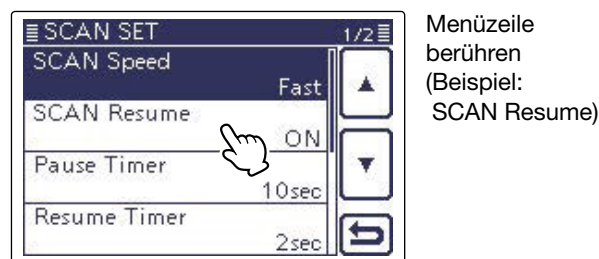 SCAN SET 1/2
SCAN Speed
Fast
SCAN Resume
ON
Pause Timer
10sec
Resume Timer
2sec
Menüzeile
berühren
(Beispiel:
SCAN Resume)